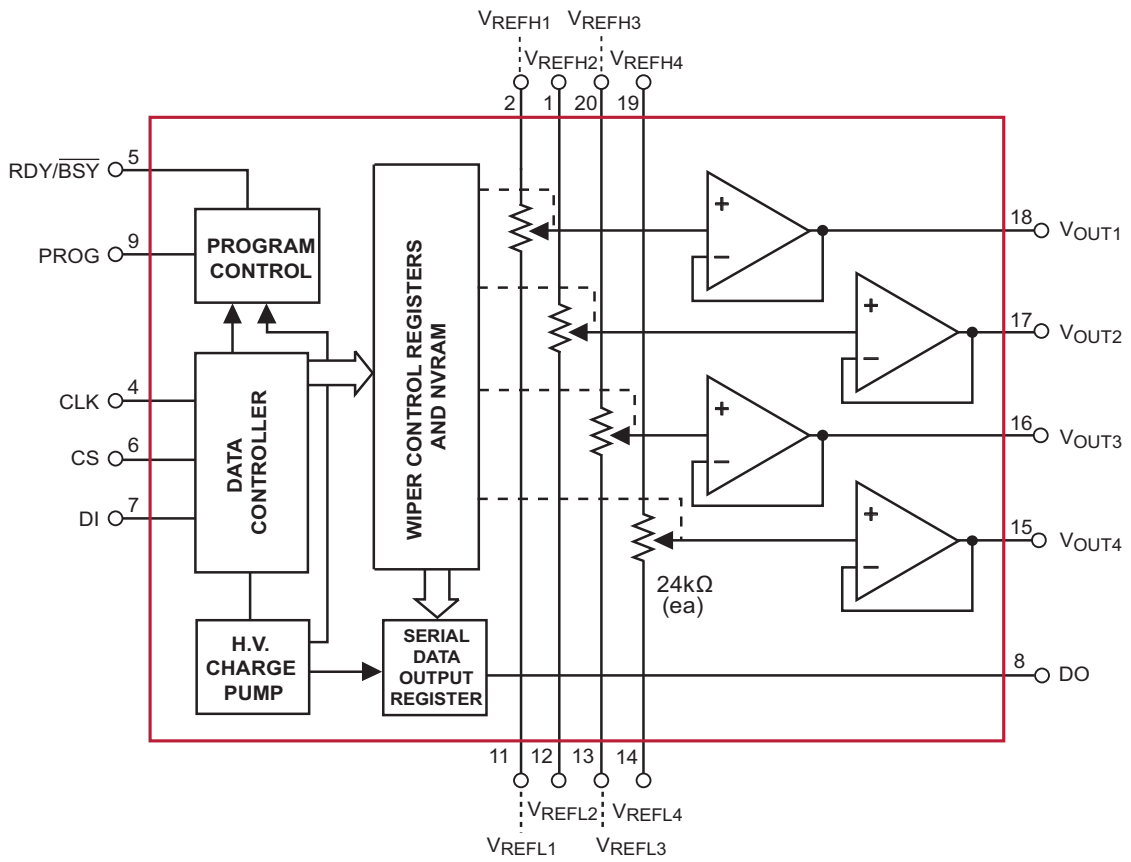 VREFH1 VREFH3
VREFH2 VREFH4
2 1 20 19
RDY/B̅S̅Y̅ 5
PROG 9
PROGRAM
CONTROL
CLK 4
CS 6
DI 7
DATA
CONTROLLER
WIPER CONTROL REGISTERS
AND NVRAM
H.V.
CHARGE
PUMP
SERIAL
DATA
OUTPUT
REGISTER
+
−
18 VOUT1
+
−
17 VOUT2
+
−
16 VOUT3
+
−
15 VOUT4
24kΩ
(ea)
8 DO
11 12 13 14
VREFL2 VREFL4
VREFL1 VREFL3